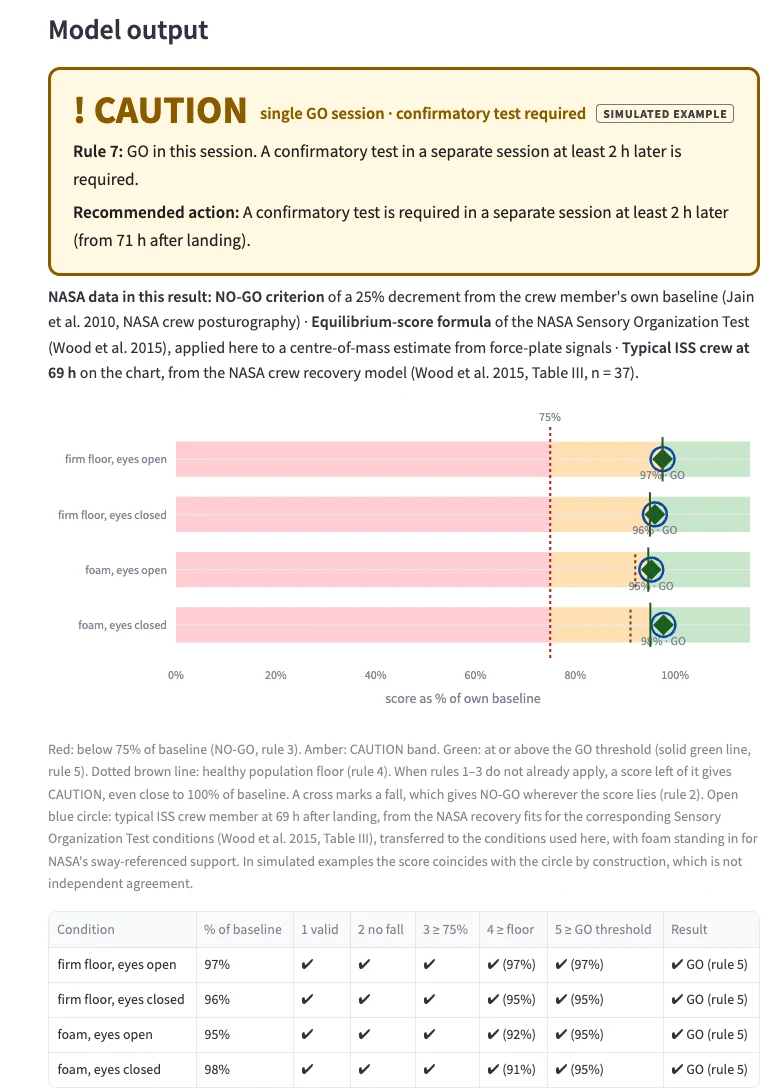 Model output
! CAUTION single GO session · confirmatory test required SIMULATED EXAMPLE
Rule 7: GO in this session. A confirmatory test in a separate session at least 2 h later is
required.
Recommended action: A confirmatory test is required in a separate session at least 2 h later
(from 71 h after landing).
NASA data in this result: NO-GO criterion of a 25% decrement from the crew member's own baseline (Jain
et al. 2010, NASA crew posturography) · Equilibrium-score formula of the NASA Sensory Organization Test
(Wood et al. 2015), applied here to a centre-of-mass estimate from force-plate signals · Typical ISS crew at
69 h on the chart, from the NASA crew recovery model (Wood et al. 2015, Table III, n = 37).
75%
firm floor, eyes open
97% · GO
firm floor, eyes closed
96% · GO
foam, eyes open
95% · GO
foam, eyes closed
98% · GO
0% 20% 40% 60% 80% 100%
score as % of own baseline
Red: below 75% of baseline (NO-GO, rule 3). Amber: CAUTION band. Green: at or above the GO threshold (solid green line,
rule 5). Dotted brown line: healthy population floor (rule 4). When rules 1–3 do not already apply, a score left of it gives
CAUTION, even close to 100% of baseline. A cross marks a fall, which gives NO-GO wherever the score lies (rule 2). Open
blue circle: typical ISS crew member at 69 h after landing, from the NASA recovery fits for the corresponding Sensory
Organization Test conditions (Wood et al. 2015, Table III), transferred to the conditions used here, with foam standing in for
NASA's sway-referenced support. In simulated examples the score coincides with the circle by construction, which is not
independent agreement.
Condition % of baseline 1 valid 2 no fall 3 ≥ 75% 4 ≥ floor 5 ≥ GO threshold Result
firm floor, eyes open 97% ✔ ✔ ✔ ✔ (97%) ✔ (97%) ✔ GO (rule 5)
firm floor, eyes closed 96% ✔ ✔ ✔ ✔ (95%) ✔ (95%) ✔ GO (rule 5)
foam, eyes open 95% ✔ ✔ ✔ ✔ (92%) ✔ (95%) ✔ GO (rule 5)
foam, eyes closed 98% ✔ ✔ ✔ ✔ (91%) ✔ (95%) ✔ GO (rule 5)